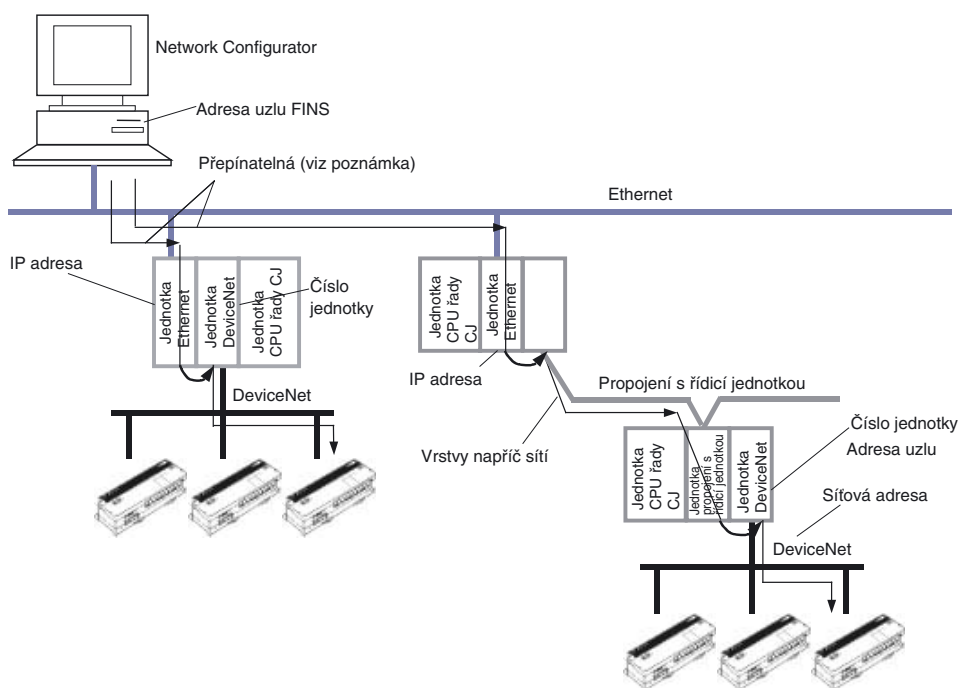 Network Configurator
Adresa uzlu FINS
Přepínatelná (viz poznámka)
Ethernet
IP adresa
Jednotka
Ethernet
Jednotka
DeviceNet
Jednotka
CPU řady CJ
Číslo
jednotky
Jednotka
CPU řady
CJ
Jednotka
Ethernet
IP adresa
Propojení s řídicí jednotkou
DeviceNet
Vrstvy napříč sítí
Číslo jednotky
Adresa uzlu
Jednotka
CPU řady
CJ
Jednotka
propojení s
řídicí jednotkou
Jednotka
DeviceNet
Síťová adresa
DeviceNet